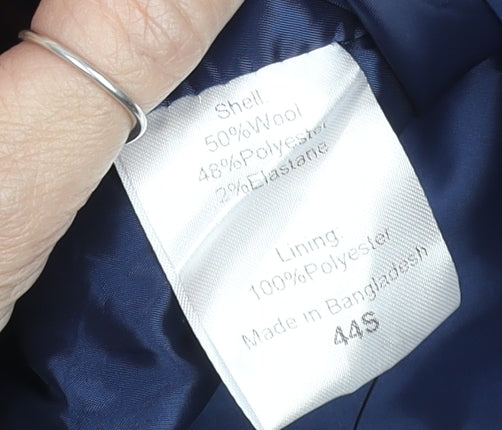 Shell:
50%Wool
48%Polyester
2%Elastane
Lining:
100%Polyester
Made in Bangladesh
44S